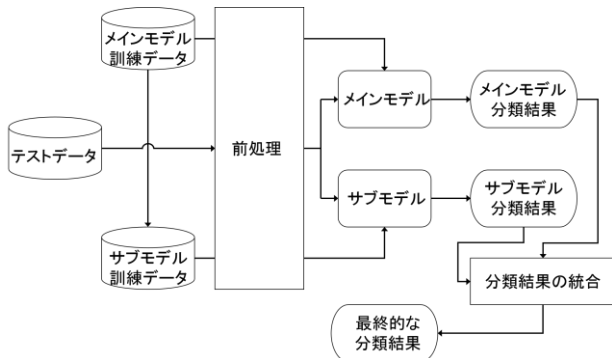 メインモデル
訓練データ
テストデータ
サブモデル
訓練データ
前処理
メインモデル
メインモデル
分類結果
サブモデル
サブモデル
分類結果
分類結果の統合
最終的な
分類結果